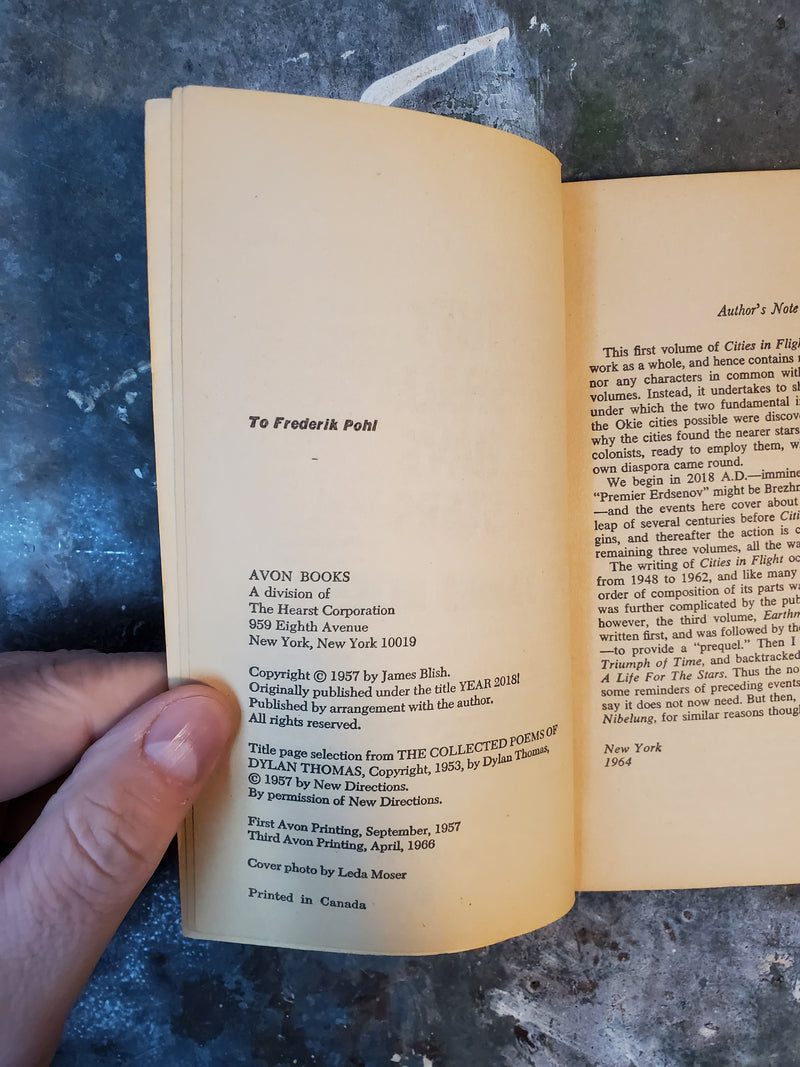 To Frederik Pohl
AVON BOOKS
A division of
The Hearst Corporation
959 Eighth Avenue
New York, New York 10019
Copyright © 1957 by James Blish.
Originally published under the title YEAR 2018!
Published by arrangement with the author.
All rights reserved.
Title page selection from THE COLLECTED POEMS OF
DYLAN THOMAS, Copyright, 1953, by Dylan Thomas,
© 1957 by New Directions.
By permission of New Directions.
First Avon Printing, September, 1957
Third Avon Printing, April, 1966
Cover photo by Leda Moser
Printed in Canada
Author's Note
This first volume of Cities in
work as a whole, and hence contains
nor any characters in common
volumes. Instead, it undertakes to
under which the two fundamental
the Okie cities possible were
why the cities found the nearer stars
colonists, ready to employ them,
own diaspora came round.
We begin in 2018 A.D.—
"Premier Erdsenov" might be
—and the events here cover about
leap of several centuries before
gins, and thereafter the action is
remaining three volumes, all the
The writing of Cities in Flight
from 1948 to 1962, and like many
order of composition of its parts
was further complicated by the
however, the third volume,
written first, and was followed by
—to provide a "prequel." Then I
Triumph of Time, and backtracked
A Life For The Stars. Thus the
some reminders of preceding events
say it does not now need. But then,
Nibelung, for similar reasons
New York
1964